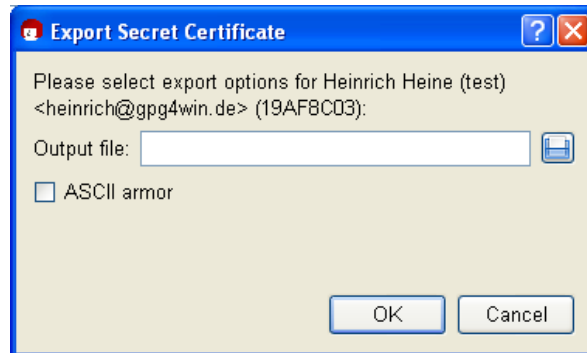 Export Secret Certificate
Please select export options for Heinrich Heine (test)
<heinrich@gpg4win.de> (19AF8C03):
Output file:
ASCII armor
OK Cancel